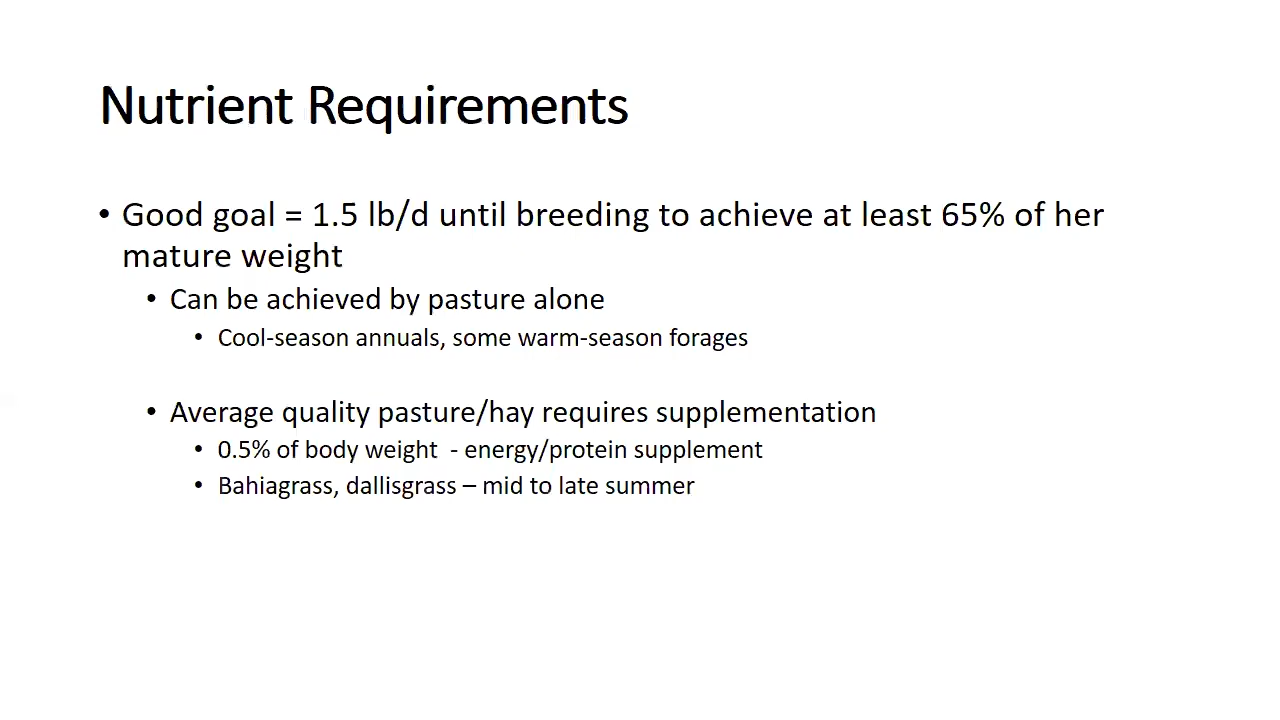 Nutrient Requirements
• Good goal = 1.5 lb/d until breeding to achieve at least 65% of her
mature weight
• Can be achieved by pasture alone
• Cool-season annuals, some warm-season forages
• Average quality pasture/hay requires supplementation
• 0.5% of body weight  - energy/protein supplement
• Bahiagrass, dallisgrass – mid to late summer